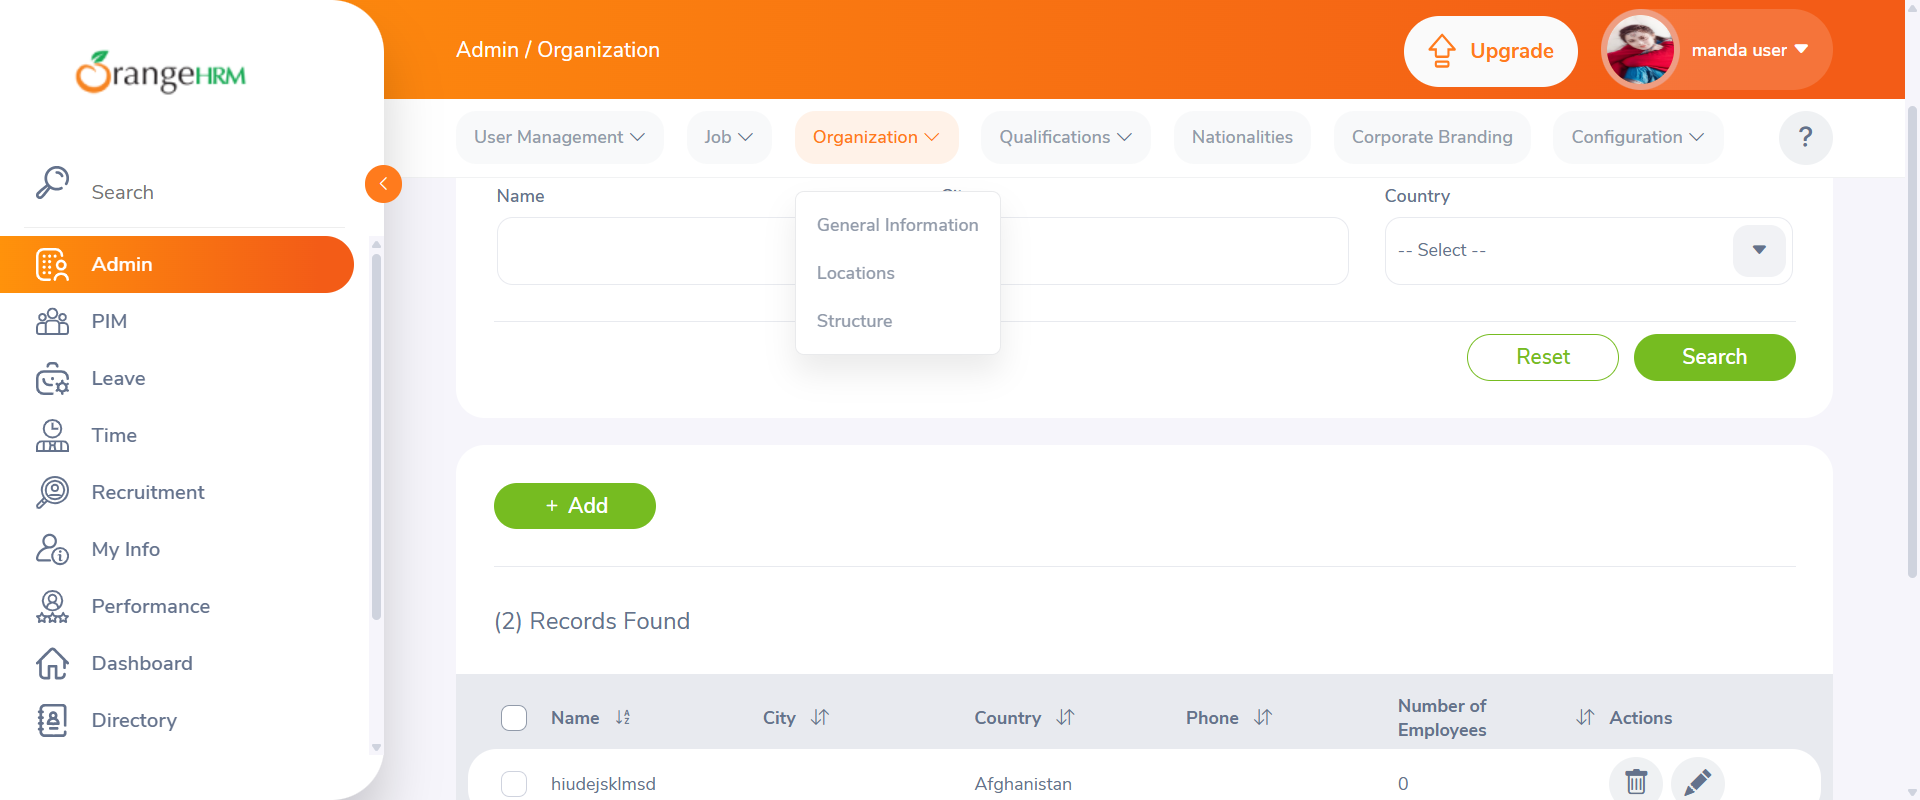 OrangeHRM
Admin / Organization
Upgrade
manda user
User Management
Job
Organization
Qualifications
Nationalities
Corporate Branding
Configuration
?
Search
Admin
PIM
Leave
Time
Recruitment
My Info
Performance
Dashboard
Directory
Name
Country
-- Select --
General Information
Locations
Structure
Reset
Search
+ Add
(2) Records Found
Name
City
Country
Phone
Number of
Employees
Actions
hiudejsklmsd
Afghanistan
0